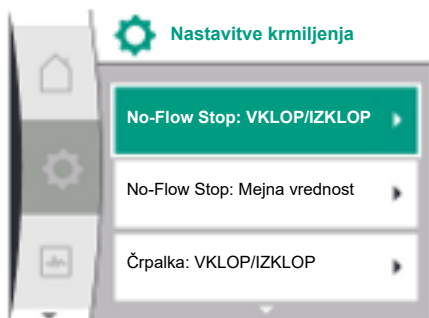 Nastavitve krmiljenja
No-Flow Stop: VKLOP/IZKLOP
No-Flow Stop: Mejna vrednost
Črpalka: VKLOP/IZKLOP